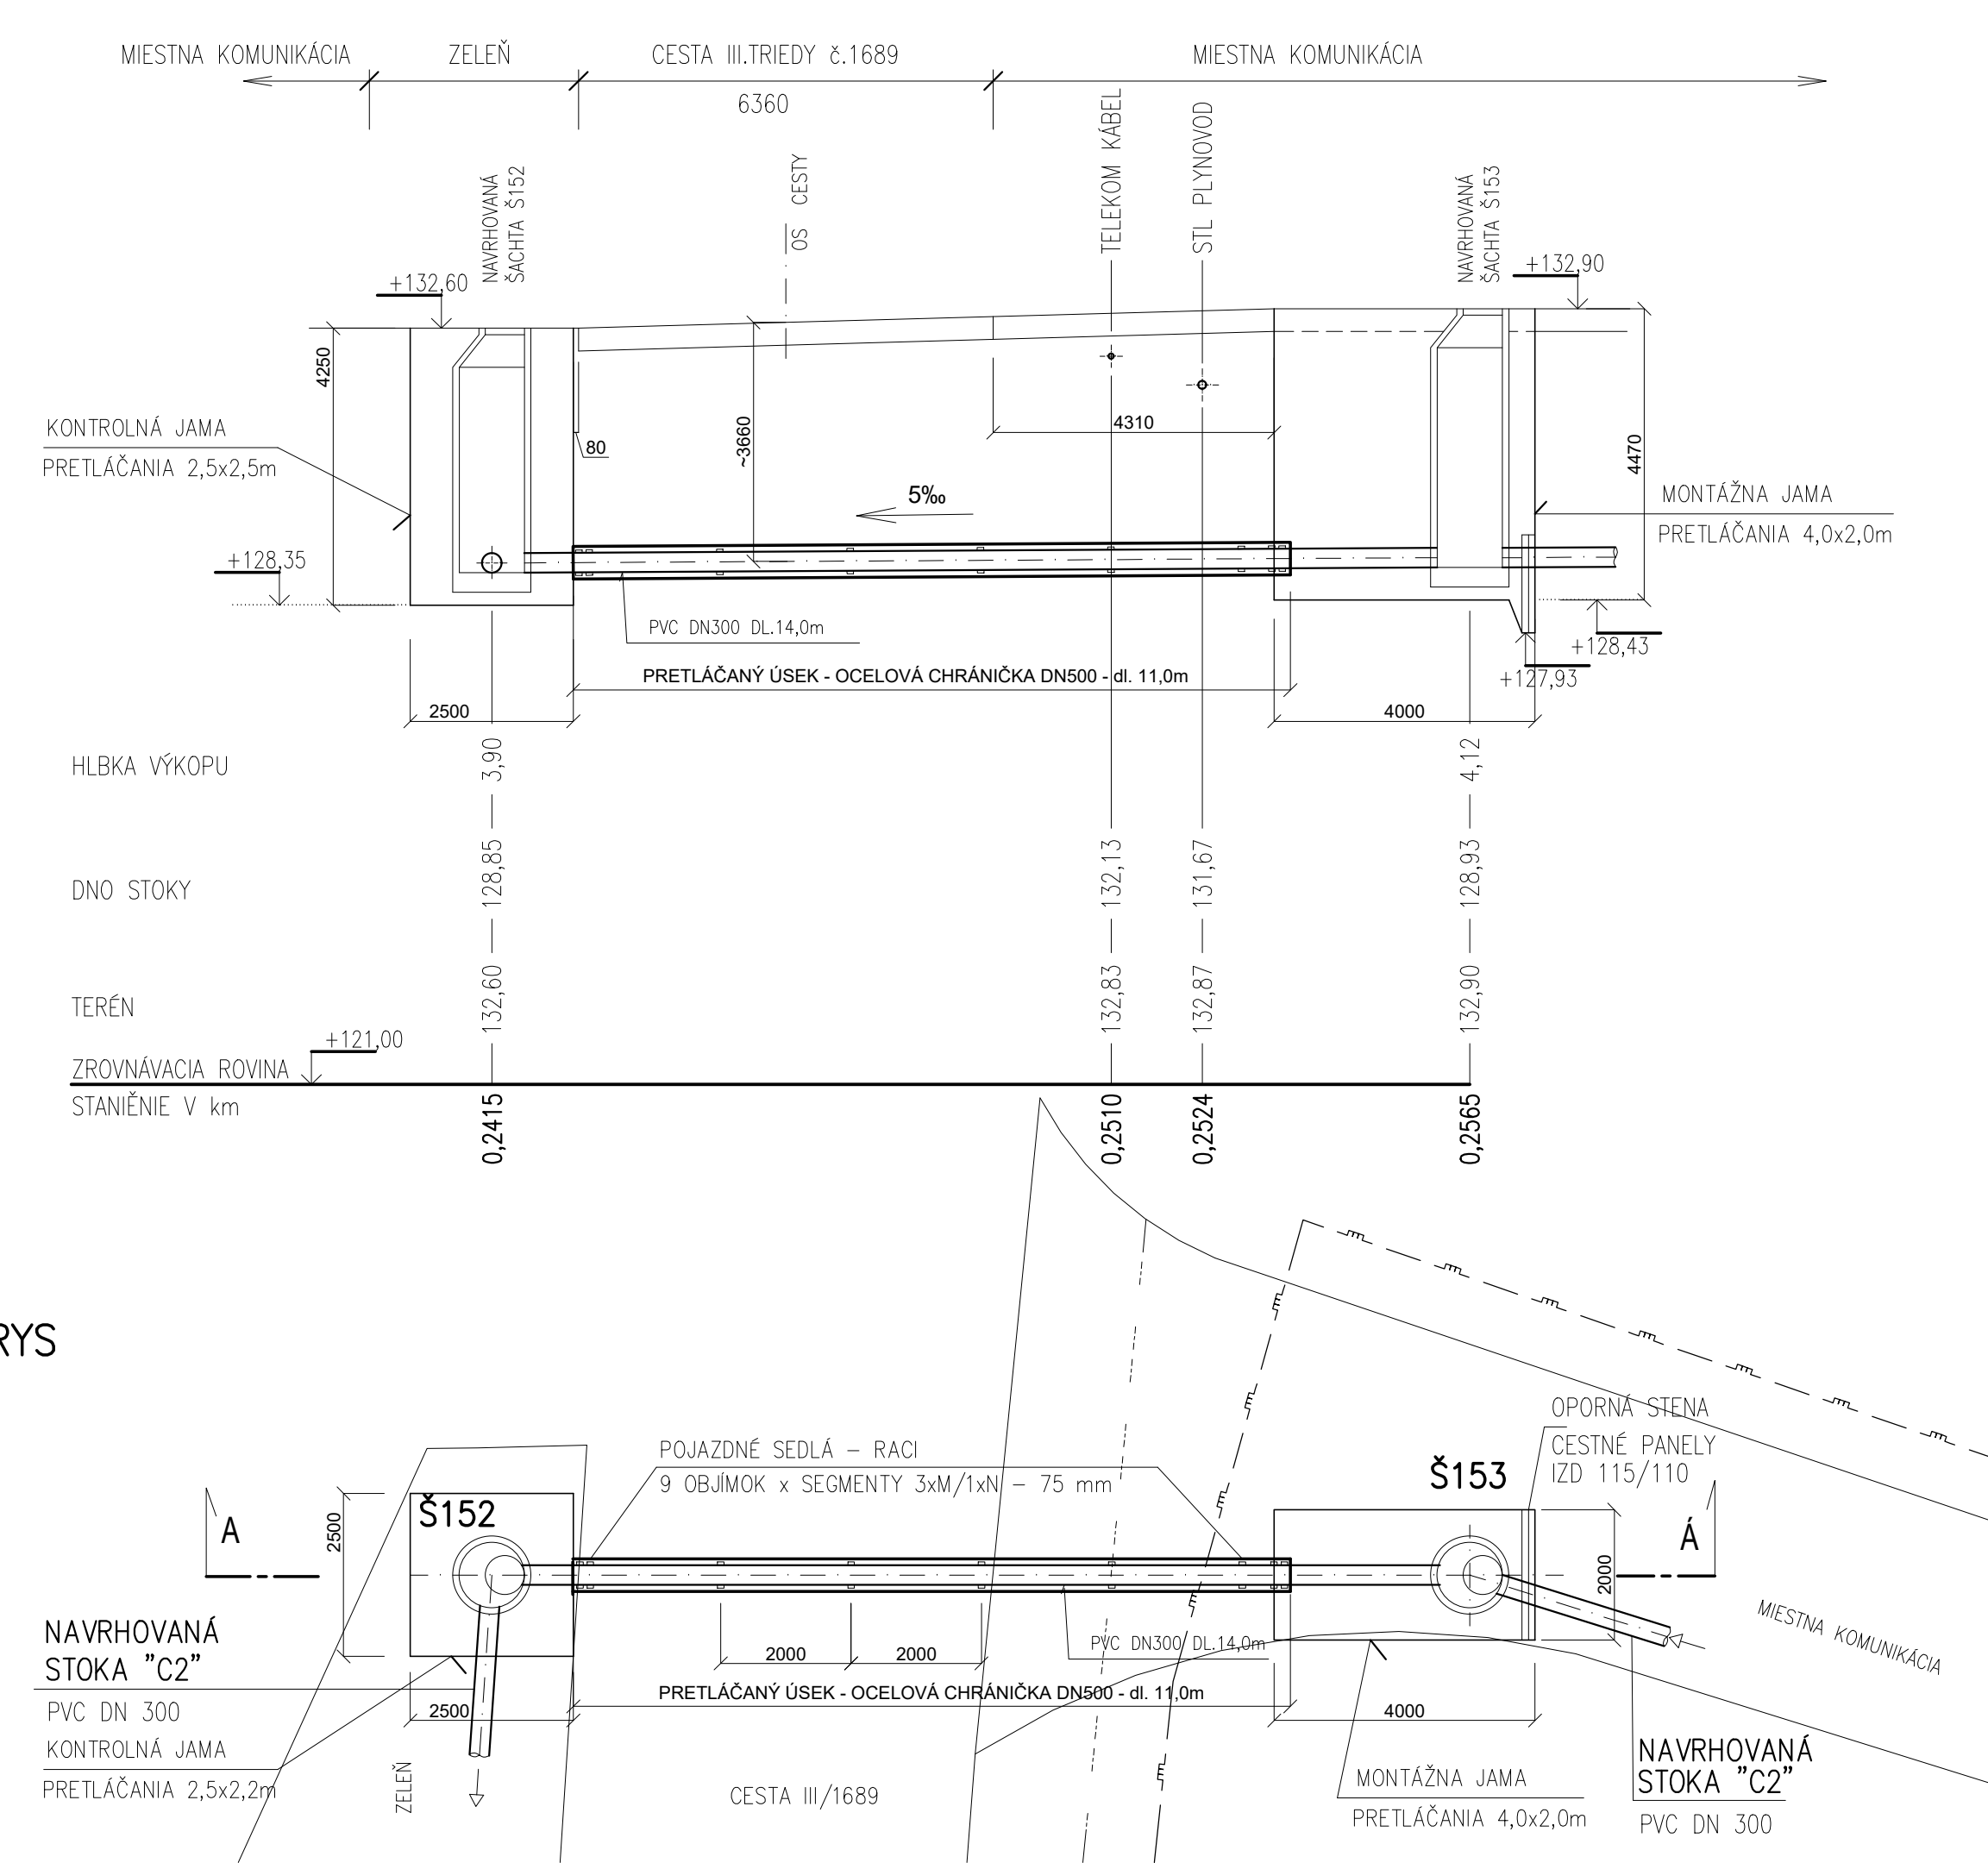 MIESTNA KOMUNIKÁCIA
ZELEŇ
CESTA III.TRIEDY č.1689
MIESTNA KOMUNIKÁCIA
6360
NAVRHOVANÁ
ŠACHTA Š152
OS CESTY
TELEKOM KÁBEL
STL PLYNOVOD
NAVRHOVANÁ
ŠACHTA Š153
+132,60
+132,90
4250
KONTROLNÁ JAMA
PRETLÁČANIA 2,5x2,5m
80
~3660
4310
4470
5‰
MONTÁŽNA JAMA
PRETLÁČANIA 4,0x2,0m
+128,35
PVC DN300 DL.14,0m
+128,43
+127,93
PRETLÁČANÝ ÚSEK - OCELOVÁ CHRÁNIČKA DN500 - dl. 11,0m
2500
4000
HLBKA VÝKOPU
3,90
4,12
DNO STOKY
128,85
132,13
131,67
128,93
TERÉN
132,60
132,83
132,87
132,90
+121,00
ZROVNÁVACIA ROVINA
STANIĚNIE V km
0,2415
0,2510
0,2524
0,2565
RYS
OPORNÁ STENA
CESTNÉ PANELY
IZD 115/110
POJAZDNÉ SEDLÁ – RACI
9 OBJÍMOK x SEGMENTY 3xM/1xN – 75 mm
Š153
Š152
A
Á
2500
2000
NAVRHOVANÁ
STOKA "C2"
PVC DN 300
KONTROLNÁ JAMA
PRETLÁČANIA 2,5x2,2m
2000
2000
PVC DN300 DL.14,0m
MIESTNA KOMUNIKÁCIA
PRETLÁČANÝ ÚSEK - OCELOVÁ CHRÁNIČKA DN500 - dl. 11,0m
2500
4000
ZELEŇ
CESTA III/1689
MONTÁŽNA JAMA
PRETLÁČANIA 4,0x2,0m
NAVRHOVANÁ
STOKA "C2"
PVC DN 300